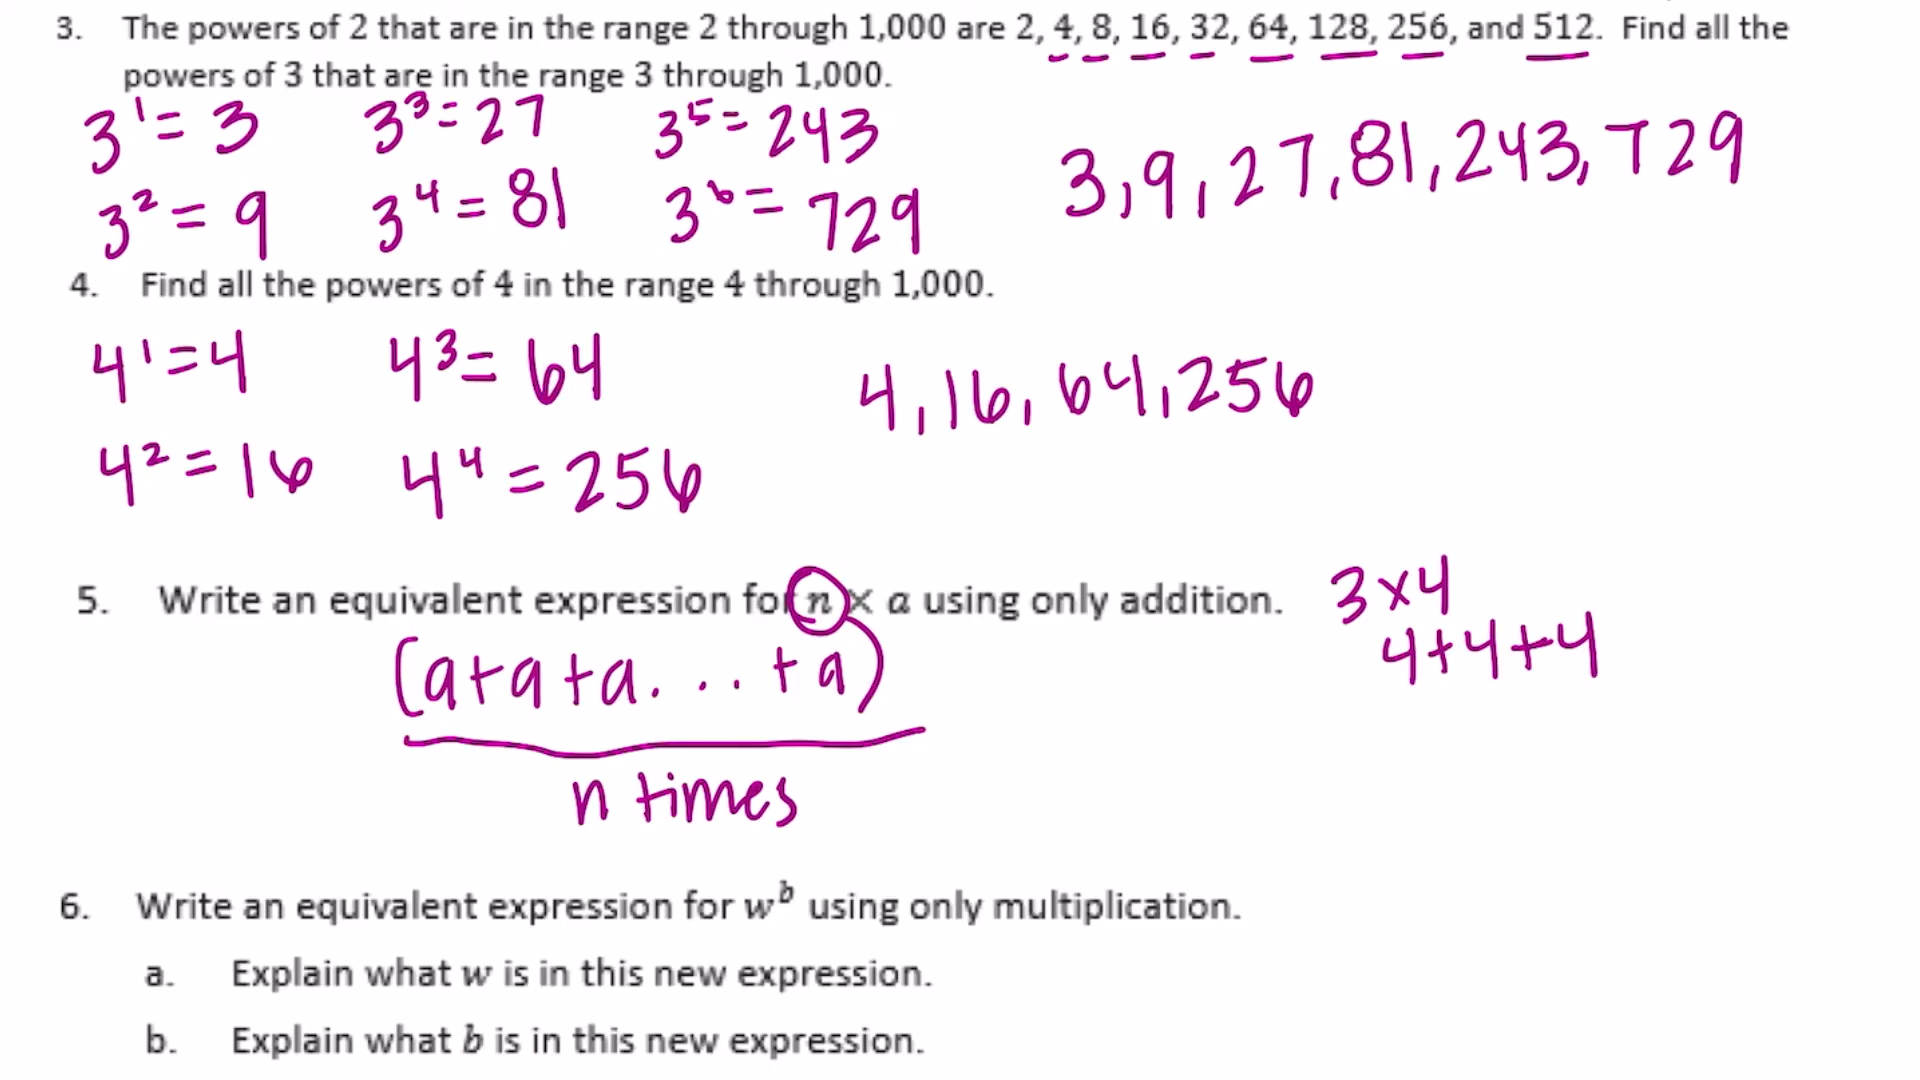 3. The powers of 2 that are in the range 2 through 1,000 are 2, 4, 8, 16, 32, 64, 128, 256, and 512. Find all the
powers of 3 that are in the range 3 through 1,000.
3¹ = 3 3³ = 27 3⁵ = 243
3, 9, 27, 81, 243, 729
3² = 9 3⁴ = 81 3⁶ = 729
4. Find all the powers of 4 in the range 4 through 1,000.
4¹ = 4 4³ = 64
4, 16, 64, 256
4² = 16 4⁴ = 256
5. Write an equivalent expression for n × a using only addition.
3 × 4
4 + 4 + 4
(a + a + a . . . . + a)
n times
6. Write an equivalent expression for wᵇ using only multiplication.
a. Explain what w is in this new expression.
b. Explain what b is in this new expression.